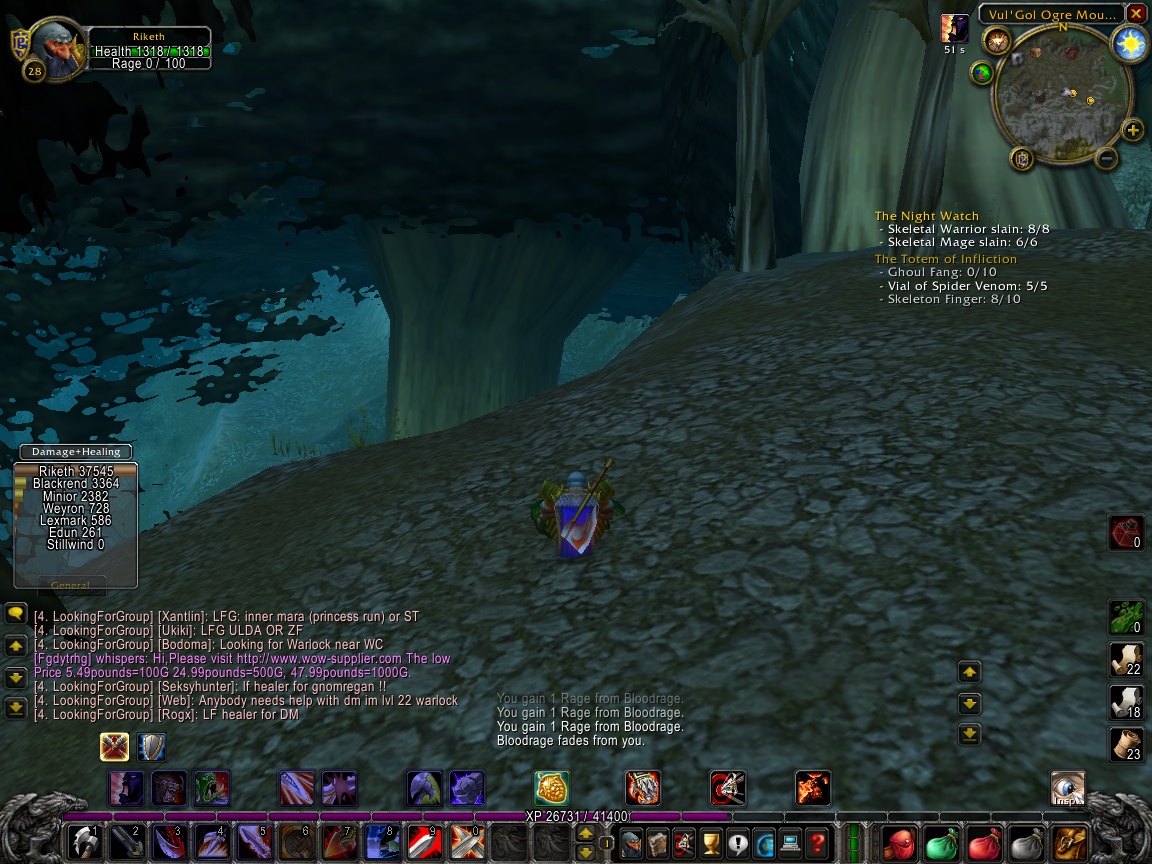 Riketh
Health 1318 / 1318
Rage 0 / 100
28
51 s
Vul'Gol Ogre Mou...
N
The Night Watch
- Skeletal Warrior slain: 8/8
- Skeletal Mage slain: 6/6
The Totem of Infliction
- Ghoul Fang: 0/10
- Vial of Spider Venom: 5/5
- Skeleton Finger: 8/10
Damage+Healing
Riketh 37545
Blackrend 3364
Minior 2382
Weyron 728
Lexmark 586
Edun 261
Stillwind 0
General
[4. LookingForGroup] [Xantlin]: LFG: inner mara (princess run) or ST
[4. LookingForGroup] [Ukiki]: LFG ULDA OR ZF
[4. LookingForGroup] [Bodoma]: Looking for Warlock near WC
[Fgdytrhg] whispers: Hi,Please visit http://www.wow-supplier.com The low
Price 5.49pounds=100G 24.99pounds=500G, 47.99pounds=1000G.
[4. LookingForGroup] [Seksyhunter]: If healer for gnomregan !!
[4. LookingForGroup] [Web]: Anybody needs help with dm im lvl 22 warlock
[4. LookingForGroup] [Rogx]: LF healer for DM
You gain 1 Rage from Bloodrage.
You gain 1 Rage from Bloodrage.
You gain 1 Rage from Bloodrage.
Bloodrage fades from you.
0
0
22
18
23
Insp
XP 26731 / 41400
1 2 3 4 5 6 7 8 9 0
1